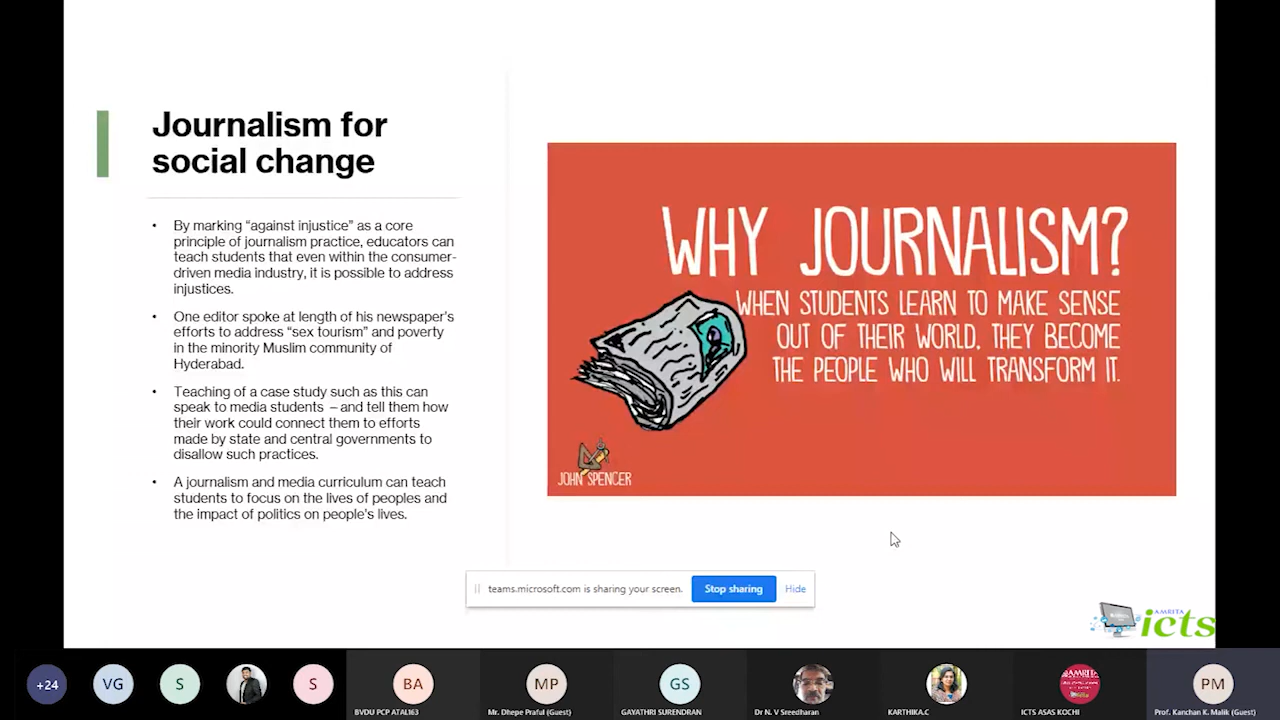 Journalism for
social change
• By marking “against injustice” as a core
principle of journalism practice, educators can
teach students that even within the consumer-
driven media industry, it is possible to address
injustices.
• One editor spoke at length of his newspaper's
efforts to address “sex tourism” and poverty
in the minority Muslim community of
Hyderabad.
• Teaching of a case study such as this can
speak to media students – and tell them how
their work could connect them to efforts
made by state and central governments to
disallow such practices.
• A journalism and media curriculum can teach
students to focus on the lives of peoples and
the impact of politics on people's lives.
WHY JOURNALISM?
WHEN STUDENTS LEARN TO MAKE SENSE
OUT OF THEIR WORLD, THEY BECOME
THE PEOPLE WHO WILL TRANSFORM IT.
JOHN SPENCER
teams.microsoft.com is sharing your screen.
Stop sharing
Hide
AMRITA
icts
+24
VG
S
S
BA
BVDU PCP ATAL163
MP
Mr. Dhepe Praful (Guest)
GS
GAYATHRI SURENDRAN
Dr N. V Sreedharan
KARTHIKA.C
AMRITA
ICTS ASAS KOCHI
PM
Prof. Kanchan K. Malik (Guest)